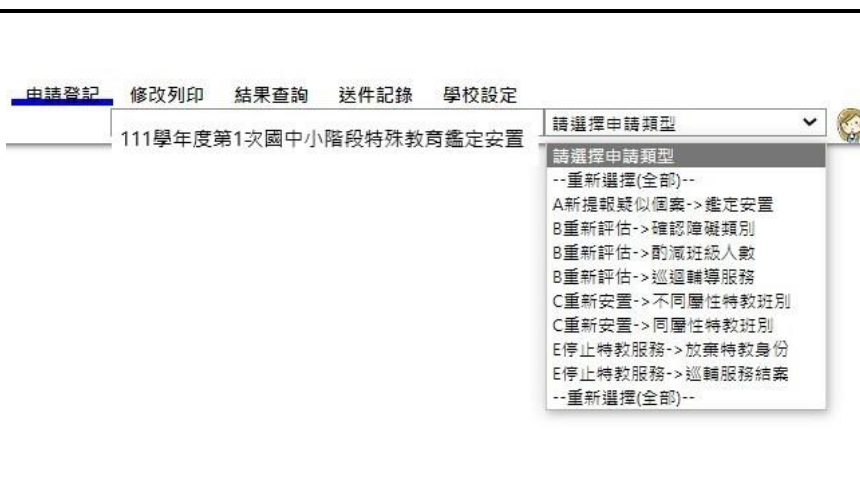 申請登記 修改列印 結果查詢 送件記錄 學校設定
111學年度第1次國中小階段特殊教育鑑定安置
請選擇申請類型
請選擇申請類型
--重新選擇(全部)--
A新提報疑似個案->鑑定安置
B重新評估->確認障礙類別
B重新評估->酌減班級人數
B重新評估->巡迴輔導服務
C重新安置->不同屬性特教班別
C重新安置->同屬性特教班別
E停止特教服務->放棄特教身份
E停止特教服務->巡輔服務結案
--重新選擇(全部)--